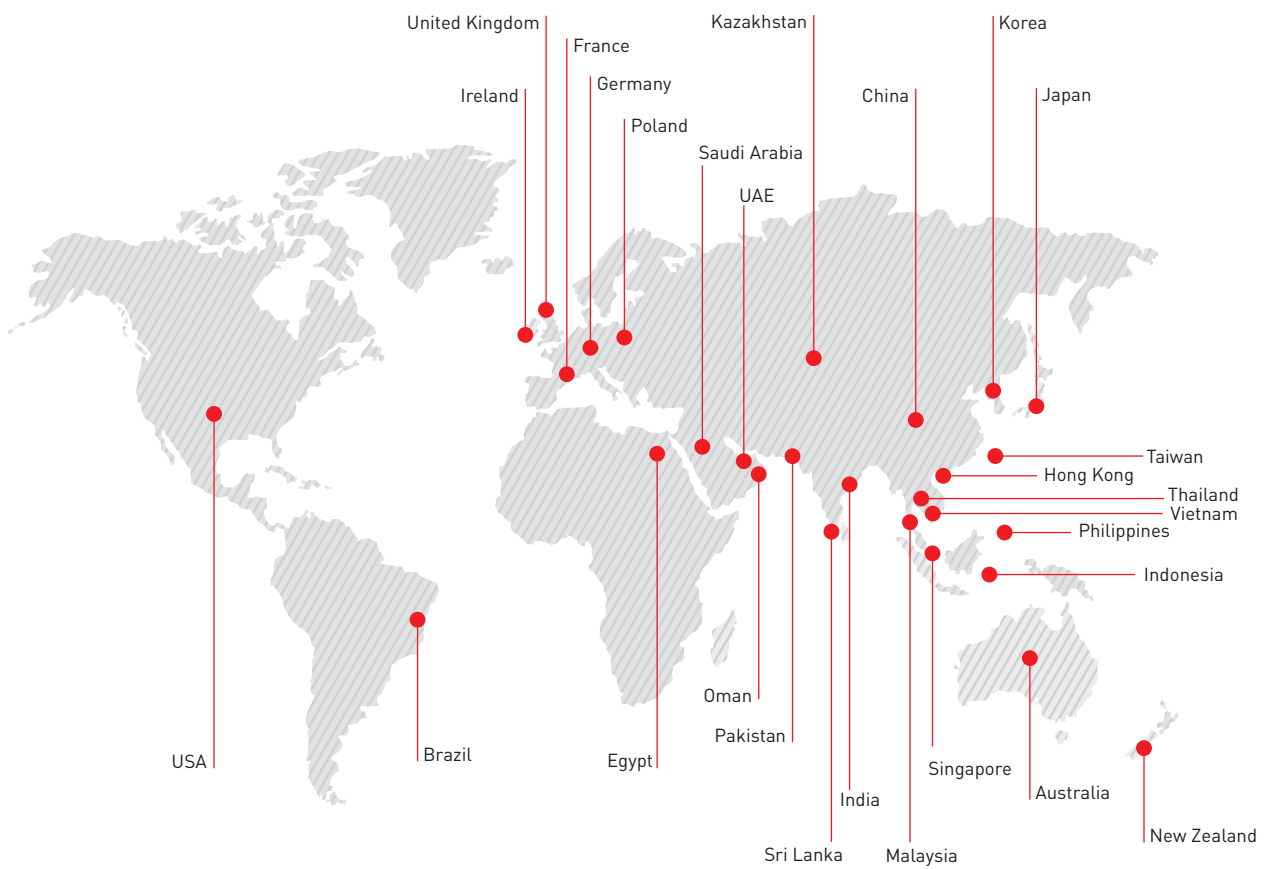 United Kingdom
Kazakhstan
Korea
France
Germany
Ireland
China
Japan
Poland
Saudi Arabia
UAE
Taiwan
Hong Kong
Thailand
Vietnam
Philippines
Indonesia
Oman
Pakistan
USA
Brazil
Egypt
Singapore
India
Australia
New Zealand
Sri Lanka
Malaysia